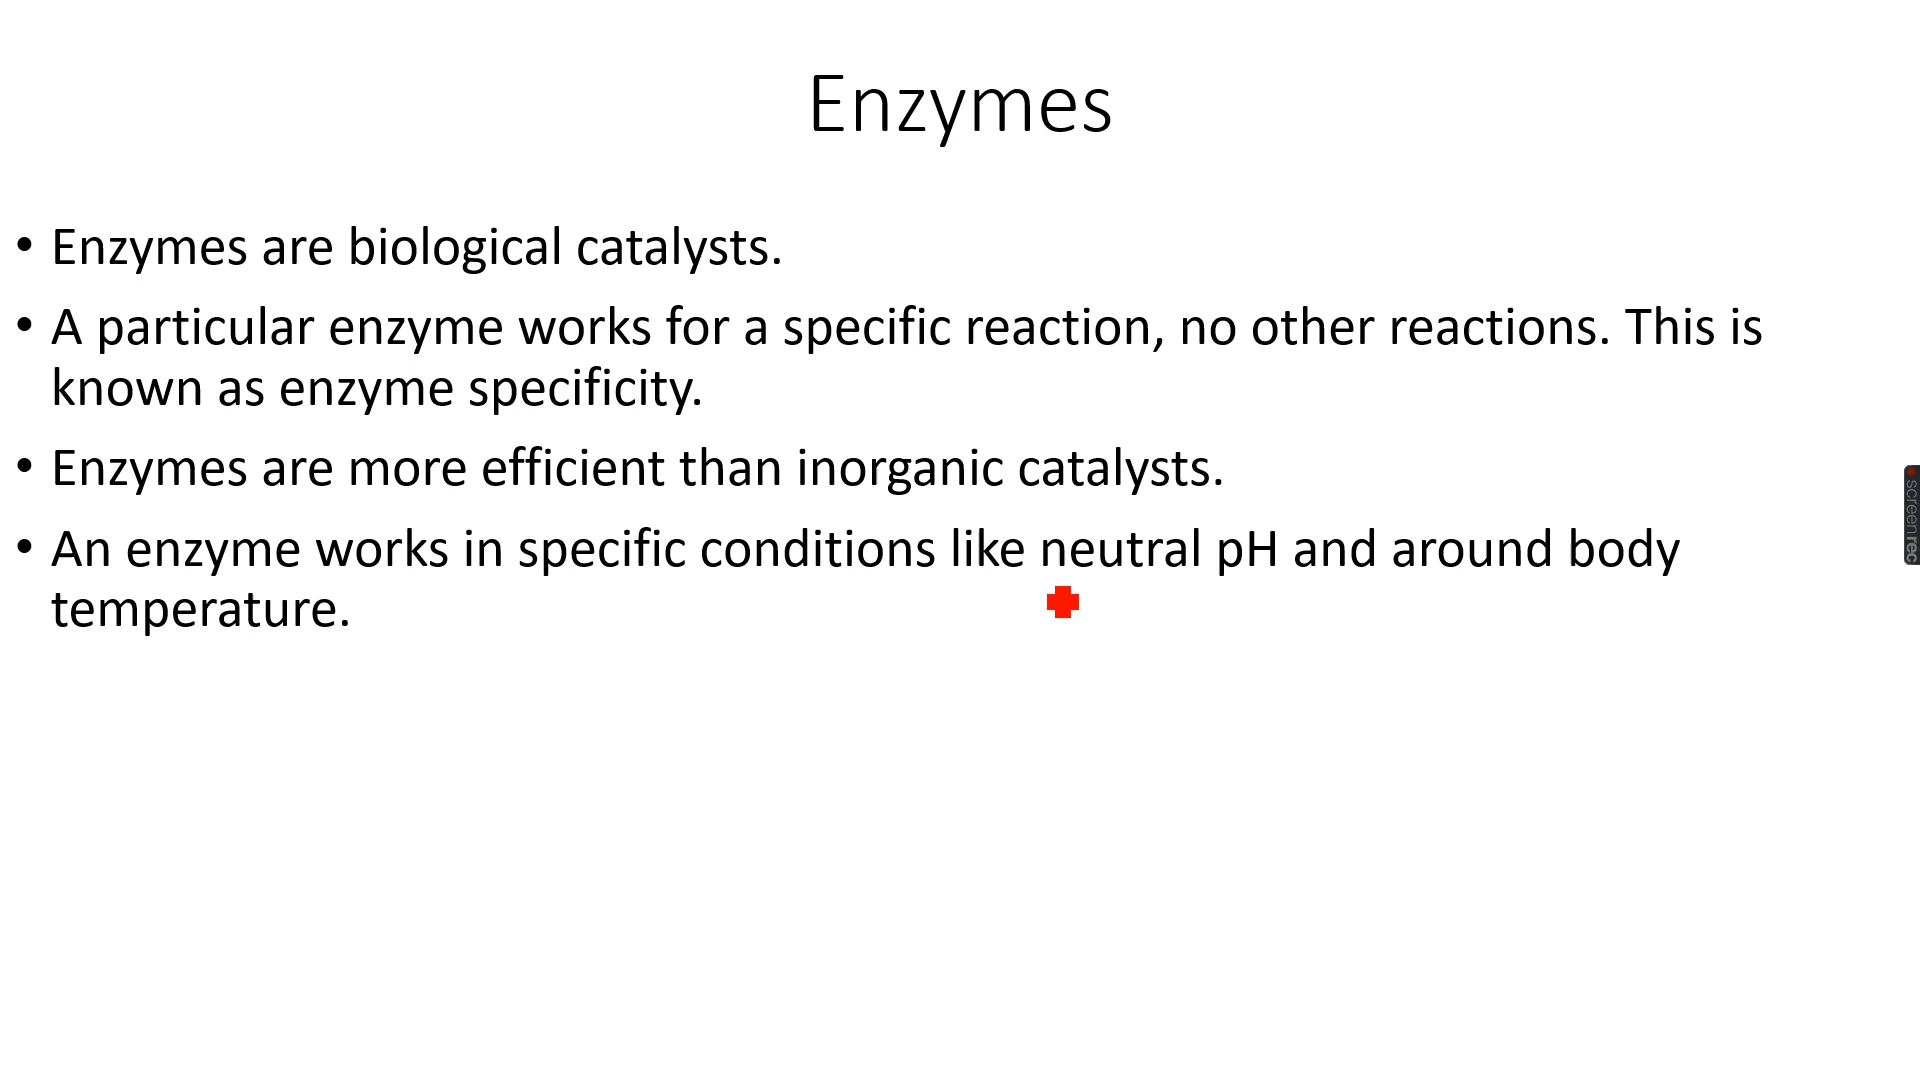 Enzymes
• Enzymes are biological catalysts.
• A particular enzyme works for a specific reaction, no other reactions. This is
known as enzyme specificity.
• Enzymes are more efficient than inorganic catalysts.
• An enzyme works in specific conditions like neutral pH and around body
temperature.
screenrec